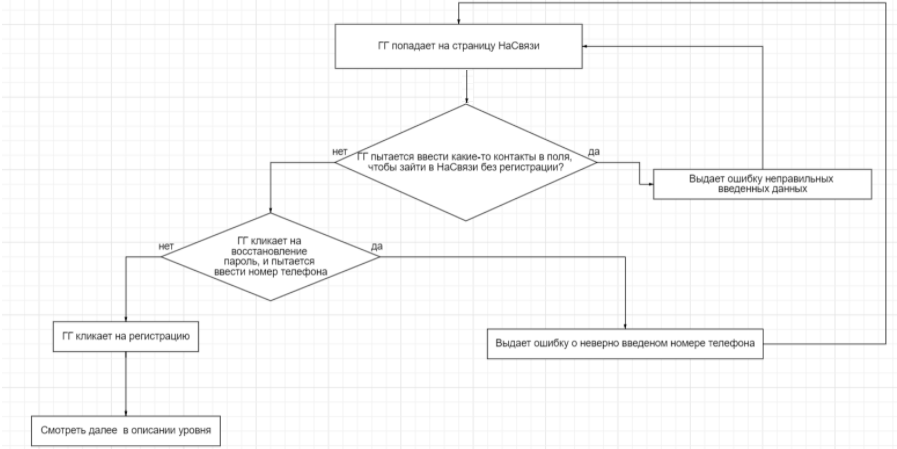 ГГ попадает на страницу НаСвязи
нет
ГГ пытается ввести какие-то контакты в поля,
чтобы зайти в НаСвязи без регистрации?
да
Выдает ошибку неправильных
введенных данных
нет
ГГ кликает на
восстановление
пароль, и пытается
ввести номер телефона
да
ГГ кликает на регистрацию
Выдает ошибку о неверно введеном номере телефона
Смотреть далее в описании уровня